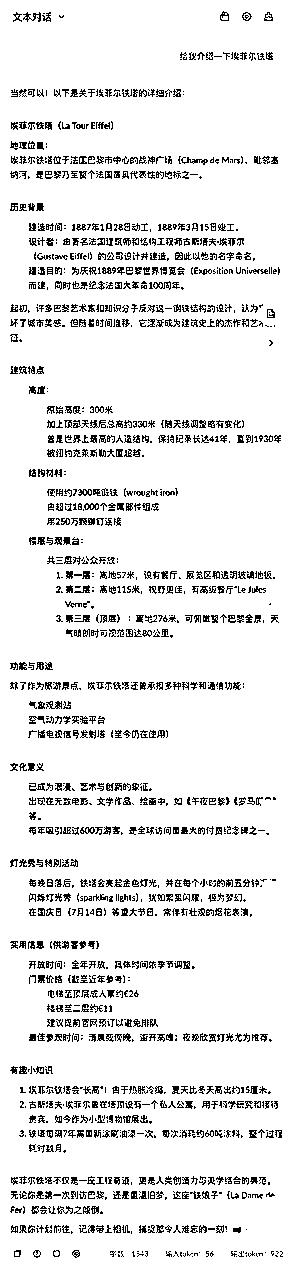 文本对话
给我介绍一下埃菲尔铁塔
当然可以！以下是关于埃菲尔铁塔的详细介绍：
埃菲尔铁塔（La Tour Eiffel）
地理位置：
埃菲尔铁塔位于法国巴黎市中心的战神广场（Champ de Mars），毗邻塞
纳河，是巴黎乃至整个法国最具代表性的地标之一。
历史背景
建造时间：1887年1月28日动工，1889年3月15日竣工。
设计者：由著名法国建筑师和结构工程师古斯塔夫·埃菲尔
（Gustave Eiffel）的公司设计并建造，因此以他的名字命名。
建造目的：为庆祝1889年巴黎世界博览会（Exposition Universelle）
而建，同时也是纪念法国大革命100周年。
起初，许多巴黎艺术家和知识分子反对这一钢铁结构的设计，认为“
坏了城市美感。但随着时间推移，它逐渐成为建筑史上的杰作和艺
征。
建筑特点
高度：
原始高度：300米
加上顶部天线后总高约330米（随天线调整略有变化）
曾是世界上最高的人造结构，保持纪录长达41年，直到1930年
被纽约克莱斯勒大厦超越。
结构材料：
使用约7300吨锻铁（wrought iron）
由超过18,000个金属部件组成
用250万颗铆钉连接
楼层与观景台：
共三层对公众开放：
1. 第一层：离地57米，设有餐厅、展览区和透明玻璃地板。
2. 第二层：离地115米，视野更佳，有高级餐厅“Le Jules
Verne”。
3. 第三层（顶层）：离地276米，可俯瞰整个巴黎全景，天
气晴朗时可视范围达80公里。
功能与用途
除了作为旅游景点，埃菲尔铁塔还曾承担多种科学和通信功能：
气象观测站
空气动力学实验平台
广播电视信号发射塔（至今仍在使用）
文化意义
已成为浪漫、艺术与创新的象征。
出现在无数电影、文学作品、绘画中，如《午夜巴黎》《罗马
等。
每年吸引超过600万游客，是全球访问量最大的付费纪念碑之一。
灯光秀与特别活动
每晚日落后，铁塔会亮起金色灯光，并在每个小时的前五分钟
闪烁灯光秀（sparkling lights），犹如繁星闪耀，极为梦幻。
在国庆日（7月14日）等重大节日，常伴有壮观的烟花表演。
实用信息（供游客参考）
开放时间：全年开放，具体时间依季节调整。
门票价格（截至近年参考）：
电梯至顶层成人票约€26
楼梯至二层约€11
建议提前官网预订以避免排队
最佳参观时间：清晨或傍晚，避开高峰；夜晚欣赏灯光尤为推荐。
有趣小知识
1. 埃菲尔铁塔会“长高”！由于热胀冷缩，夏天比冬天高出约15厘米。
2. 古斯塔夫·埃菲尔曾在塔顶设有一个私人公寓，用于科学研究和接待
贵宾，如今作为小型博物馆展出。
3. 铁塔每隔7年需重新涂刷油漆一次，每次消耗约60吨涂料，整个过程
耗时数月。
埃菲尔铁塔不仅是一座工程奇迹，更是人类创造力与美学结合的典范。
无论你是第一次到访巴黎，还是重温旧梦，这座“铁娘子”（La Dame de
Fer）都会让你为之倾倒。
如果你计划前往，记得带上相机，捕捉那令人难忘的一刻！
字数：1343 输入token：56 输出token：922